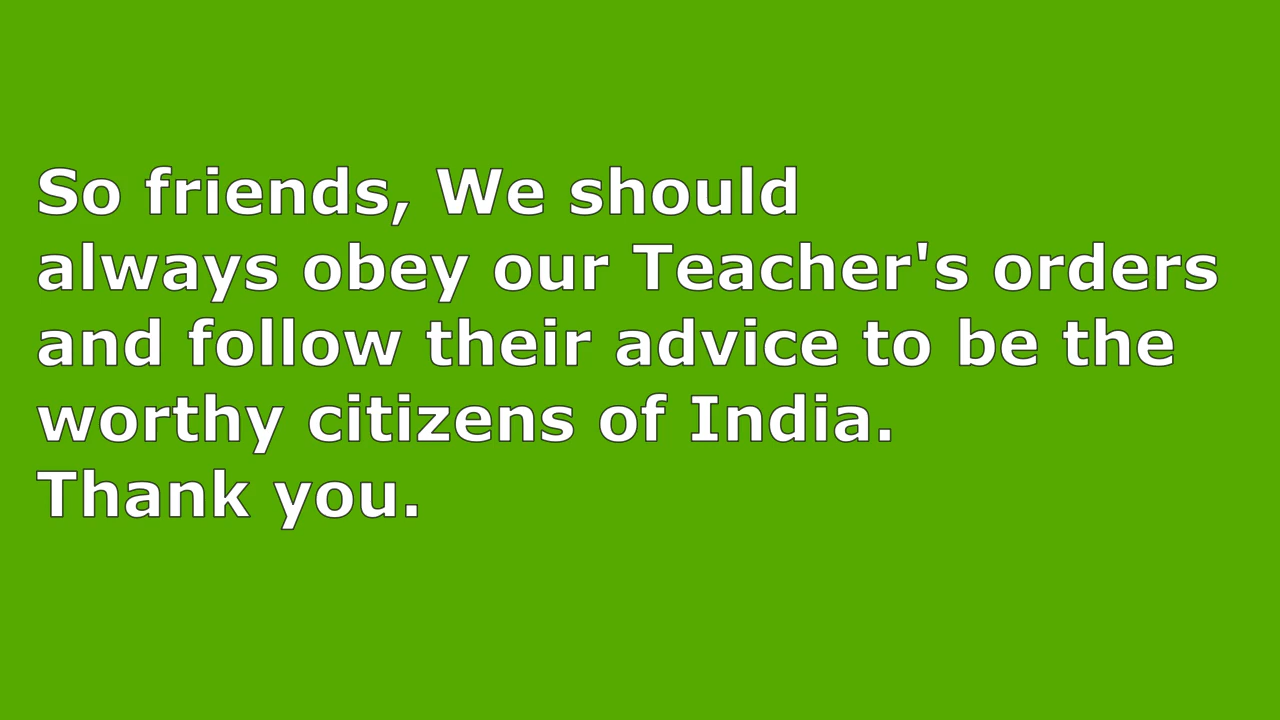 So friends, We should
always obey our Teacher's orders
and follow their advice to be the
worthy citizens of India.
Thank you.